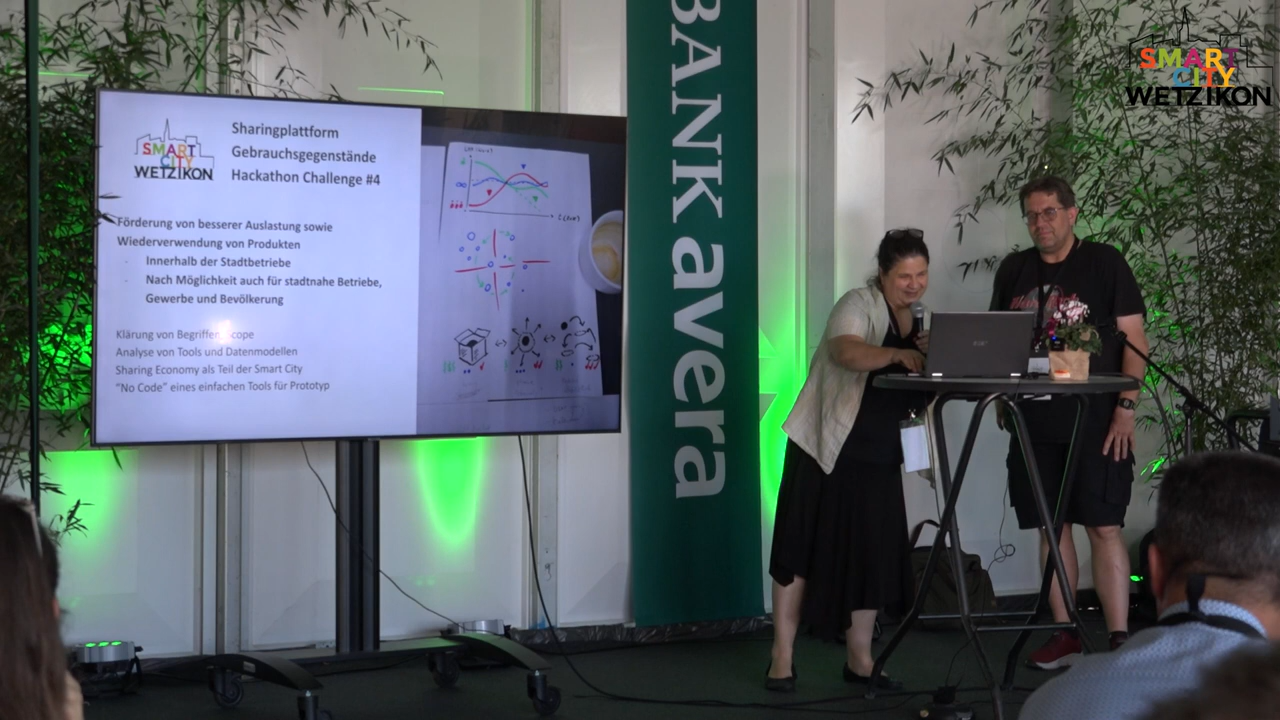 SMART
CITY
WETZIKON
Sharingplattform
Gebrauchsgegenstände
Hackathon Challenge #4
Förderung von besserer Auslastung sowie
Wiederverwendung von Produkten
Innerhalb der Stadtbetriebe
Nach Möglichkeit auch für stadtnahe Betriebe,
Gewerbe und Bevölkerung
Klärung von
Analyse von Tools und Datenmodellen
Sharing Economy als Teil der Smart City
“No Code” eines einfachen Tools für Prototyp
BANK avera
SMART
CITY
WETZIKON
acer